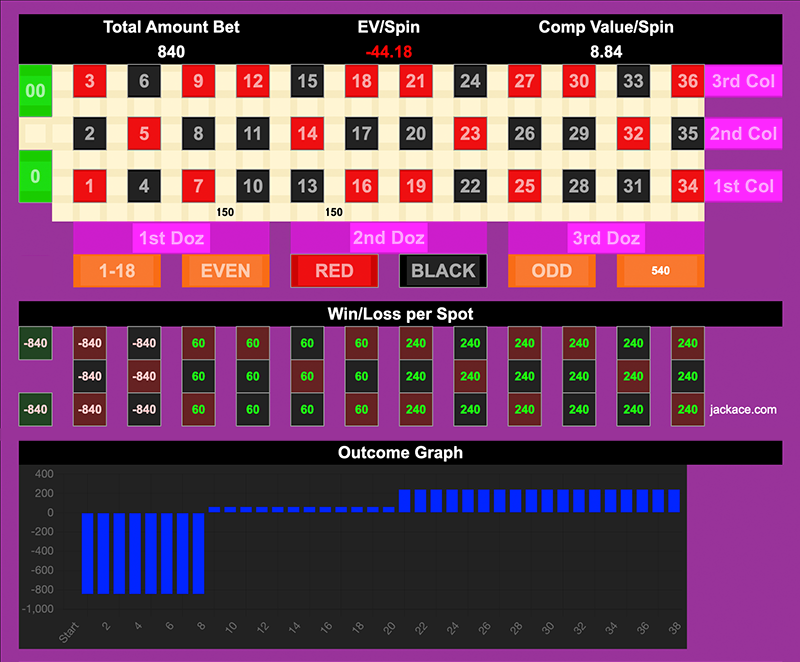 Total Amount Bet EV/Spin Comp Value/Spin
840 -44.18 8.84
00 3 6 9 12 15 18 21 24 27 30 33 36 3rd Col
2 5 8 11 14 17 20 23 26 29 32 35 2nd Col
0 1 4 7 10 13 16 19 22 25 28 31 34 1st Col
150 150
1st Doz 2nd Doz 3rd Doz
1-18 EVEN RED BLACK ODD 540
Win/Loss per Spot
-840 -840 -840 60 60 60 60 240 240 240 240 240 240
-840 -840 60 60 60 60 240 240 240 240 240 240
-840 -840 -840 60 60 60 60 240 240 240 240 240 240 jackace.com
Outcome Graph
400
200
0
-200
-400
-600
-800
-1,000
Start 2 4 6 8 10 12 14 16 18 20 22 24 26 28 30 32 34 36 38